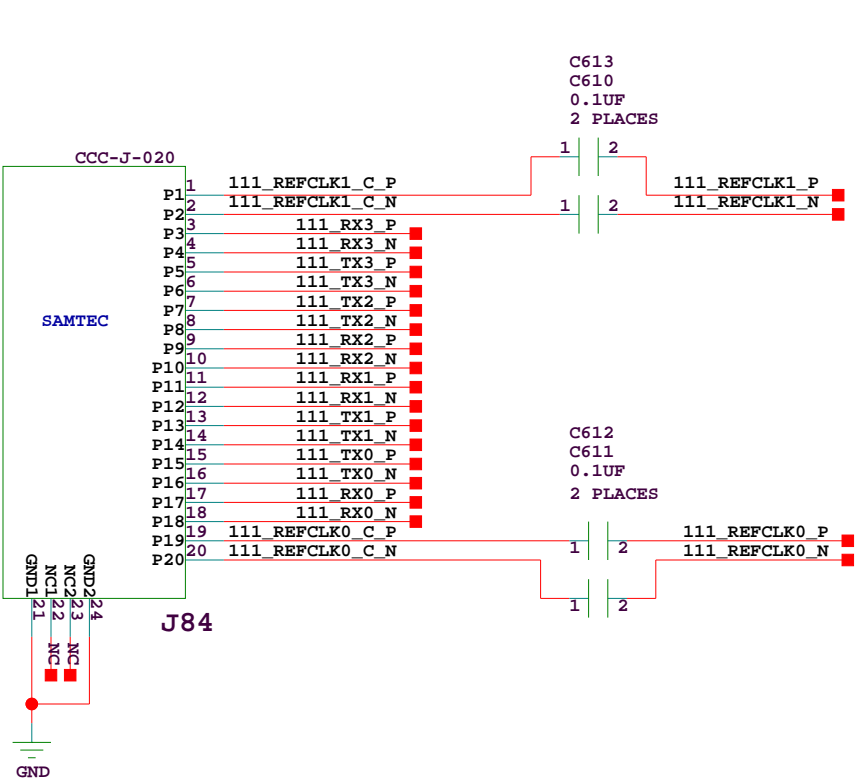 C613
C610
0.1UF
2 PLACES
1 2
CCC-J-020
P1 1 111_REFCLK1_C_P 111_REFCLK1_P
P2 2 111_REFCLK1_C_N 1 2 111_REFCLK1_N
P3 3 111_RX3_P
P4 4 111_RX3_N
P5 5 111_TX3_P
P6 6 111_TX3_N
P7 7 111_TX2_P
SAMTEC
P8 8 111_TX2_N
P9 9 111_RX2_P
P10 10 111_RX2_N
P11 11 111_RX1_P
P12 12 111_RX1_N
P13 13 111_TX1_P
P14 14 111_TX1_N
P15 15 111_TX0_P
P16 16 111_TX0_N
P17 17 111_RX0_P
P18 18 111_RX0_N
C612
C611
0.1UF
2 PLACES
P19 19 111_REFCLK0_C_P 1 2 111_REFCLK0_P
P20 20 111_REFCLK0_C_N 111_REFCLK0_N
1 2
GND1 21
NC1 22
NC2 23
GND2 24
J84
NC
NC
GND